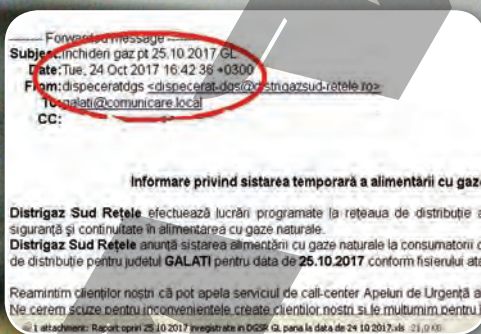 ----- Forwarded message -----
Subject: inchideri gaz pt 25.10.2017 GL
Date: Tue, 24 Oct 2017 16:42:36 +0300
From: dispeceratdgs <dispecerat-dgs@distrigazsud-retele.ro>
To: galati@comunicare.local
CC:
Informare privind sistarea temporară a alimentării cu gaze
Distrigaz Sud Rețele efectuează lucrări programate la rețeaua de distribuție a
siguranță și continuitate în alimentarea cu gaze naturale.
Distrigaz Sud Rețele anunță sistarea alimentării cu gaze naturale la consumatorii
de distribuție pentru județul GALATI pentru data de 25.10.2017 conform fisierului
Reamintim clienților noștri că pot apela serviciul de call-center Apeluri de Urgență
Ne cerem scuze pentru inconvenientele create clienților noștri si le multumim pentru
1 attachment: Raport opriri 25 10 2017 inregistrate in DGSR GL pana la data de 24 10 2017.xls